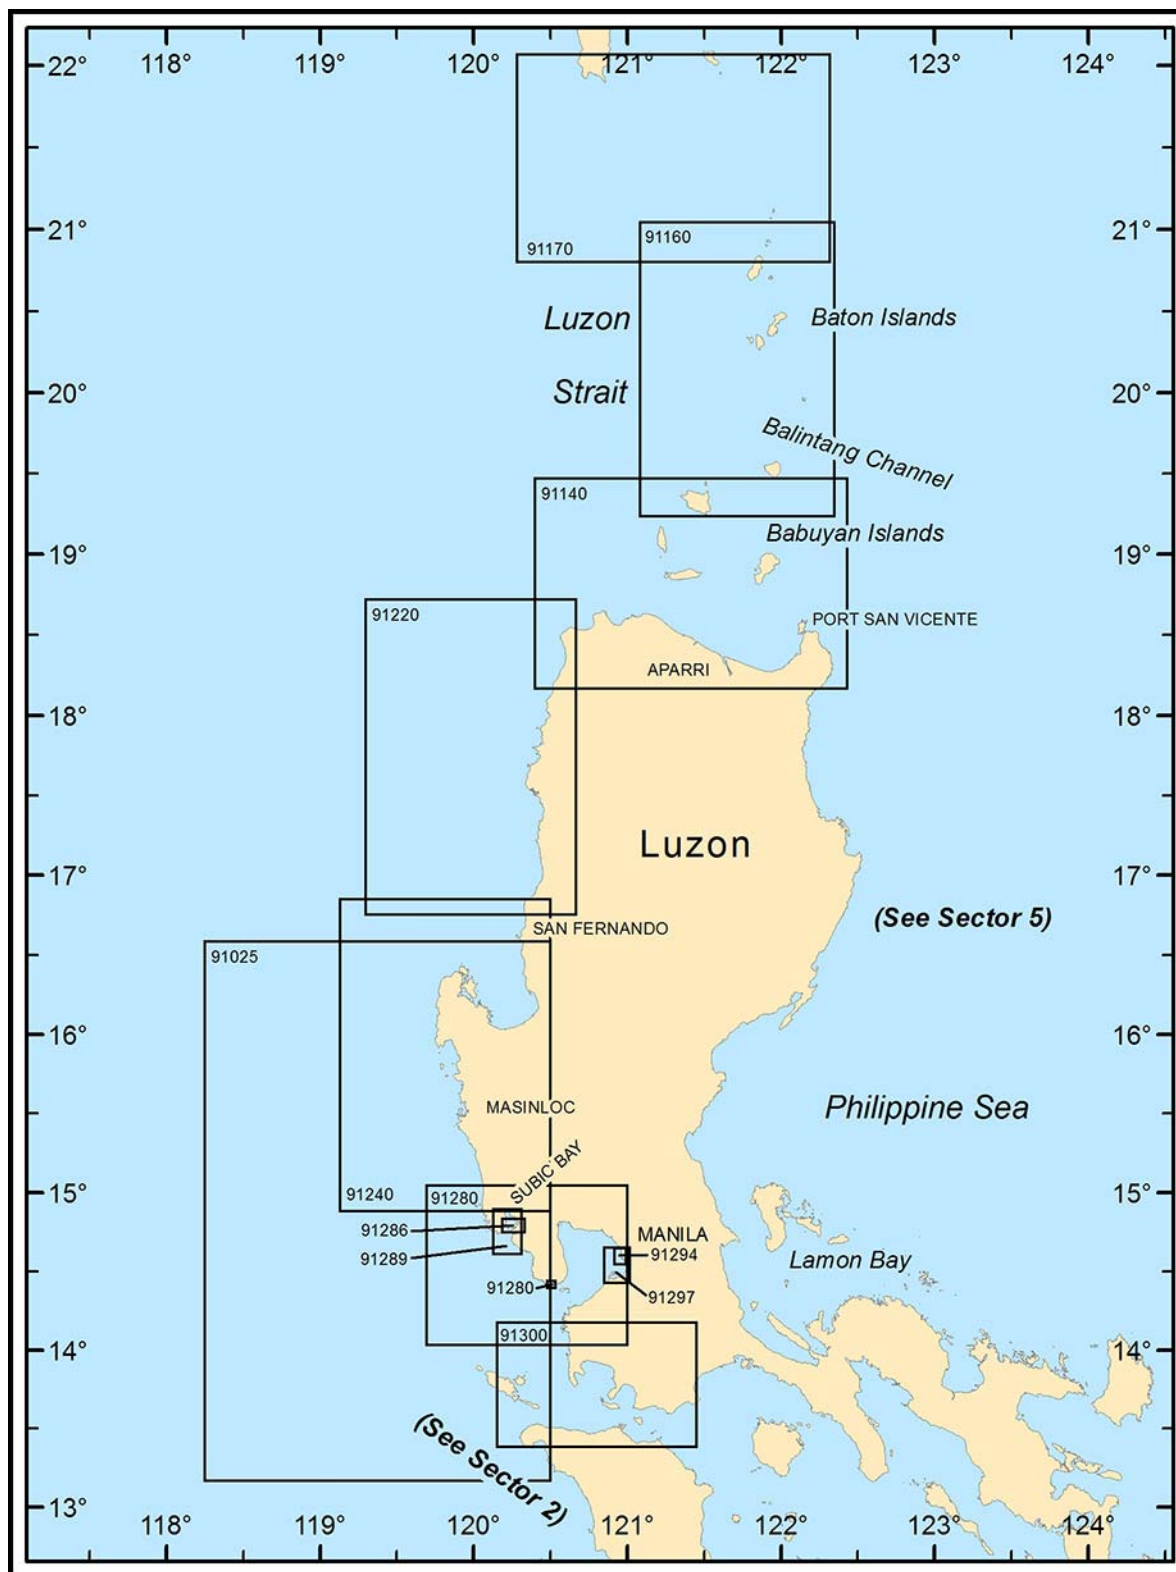 22°
118°
119°
120°
121°
122°
123°
124°
22°
21°
91170
91160
21°
Luzon
Baton Islands
20°
Strait
20°
Balintang Channel
91140
19°
Babuyan Islands
19°
91220
PORT SAN VICENTE
APARRI
18°
18°
Luzon
17°
17°
(See Sector 5)
SAN FERNANDO
91025
16°
16°
MASINLOC
Philippine Sea
SUBIC BAY
15°
91240
91280
15°
91286
MANILA
91289
91294
Lamon Bay
91280
91297
14°
91300
14°
(See Sector 2)
13°
13°
118°
119°
120°
121°
122°
123°
124°